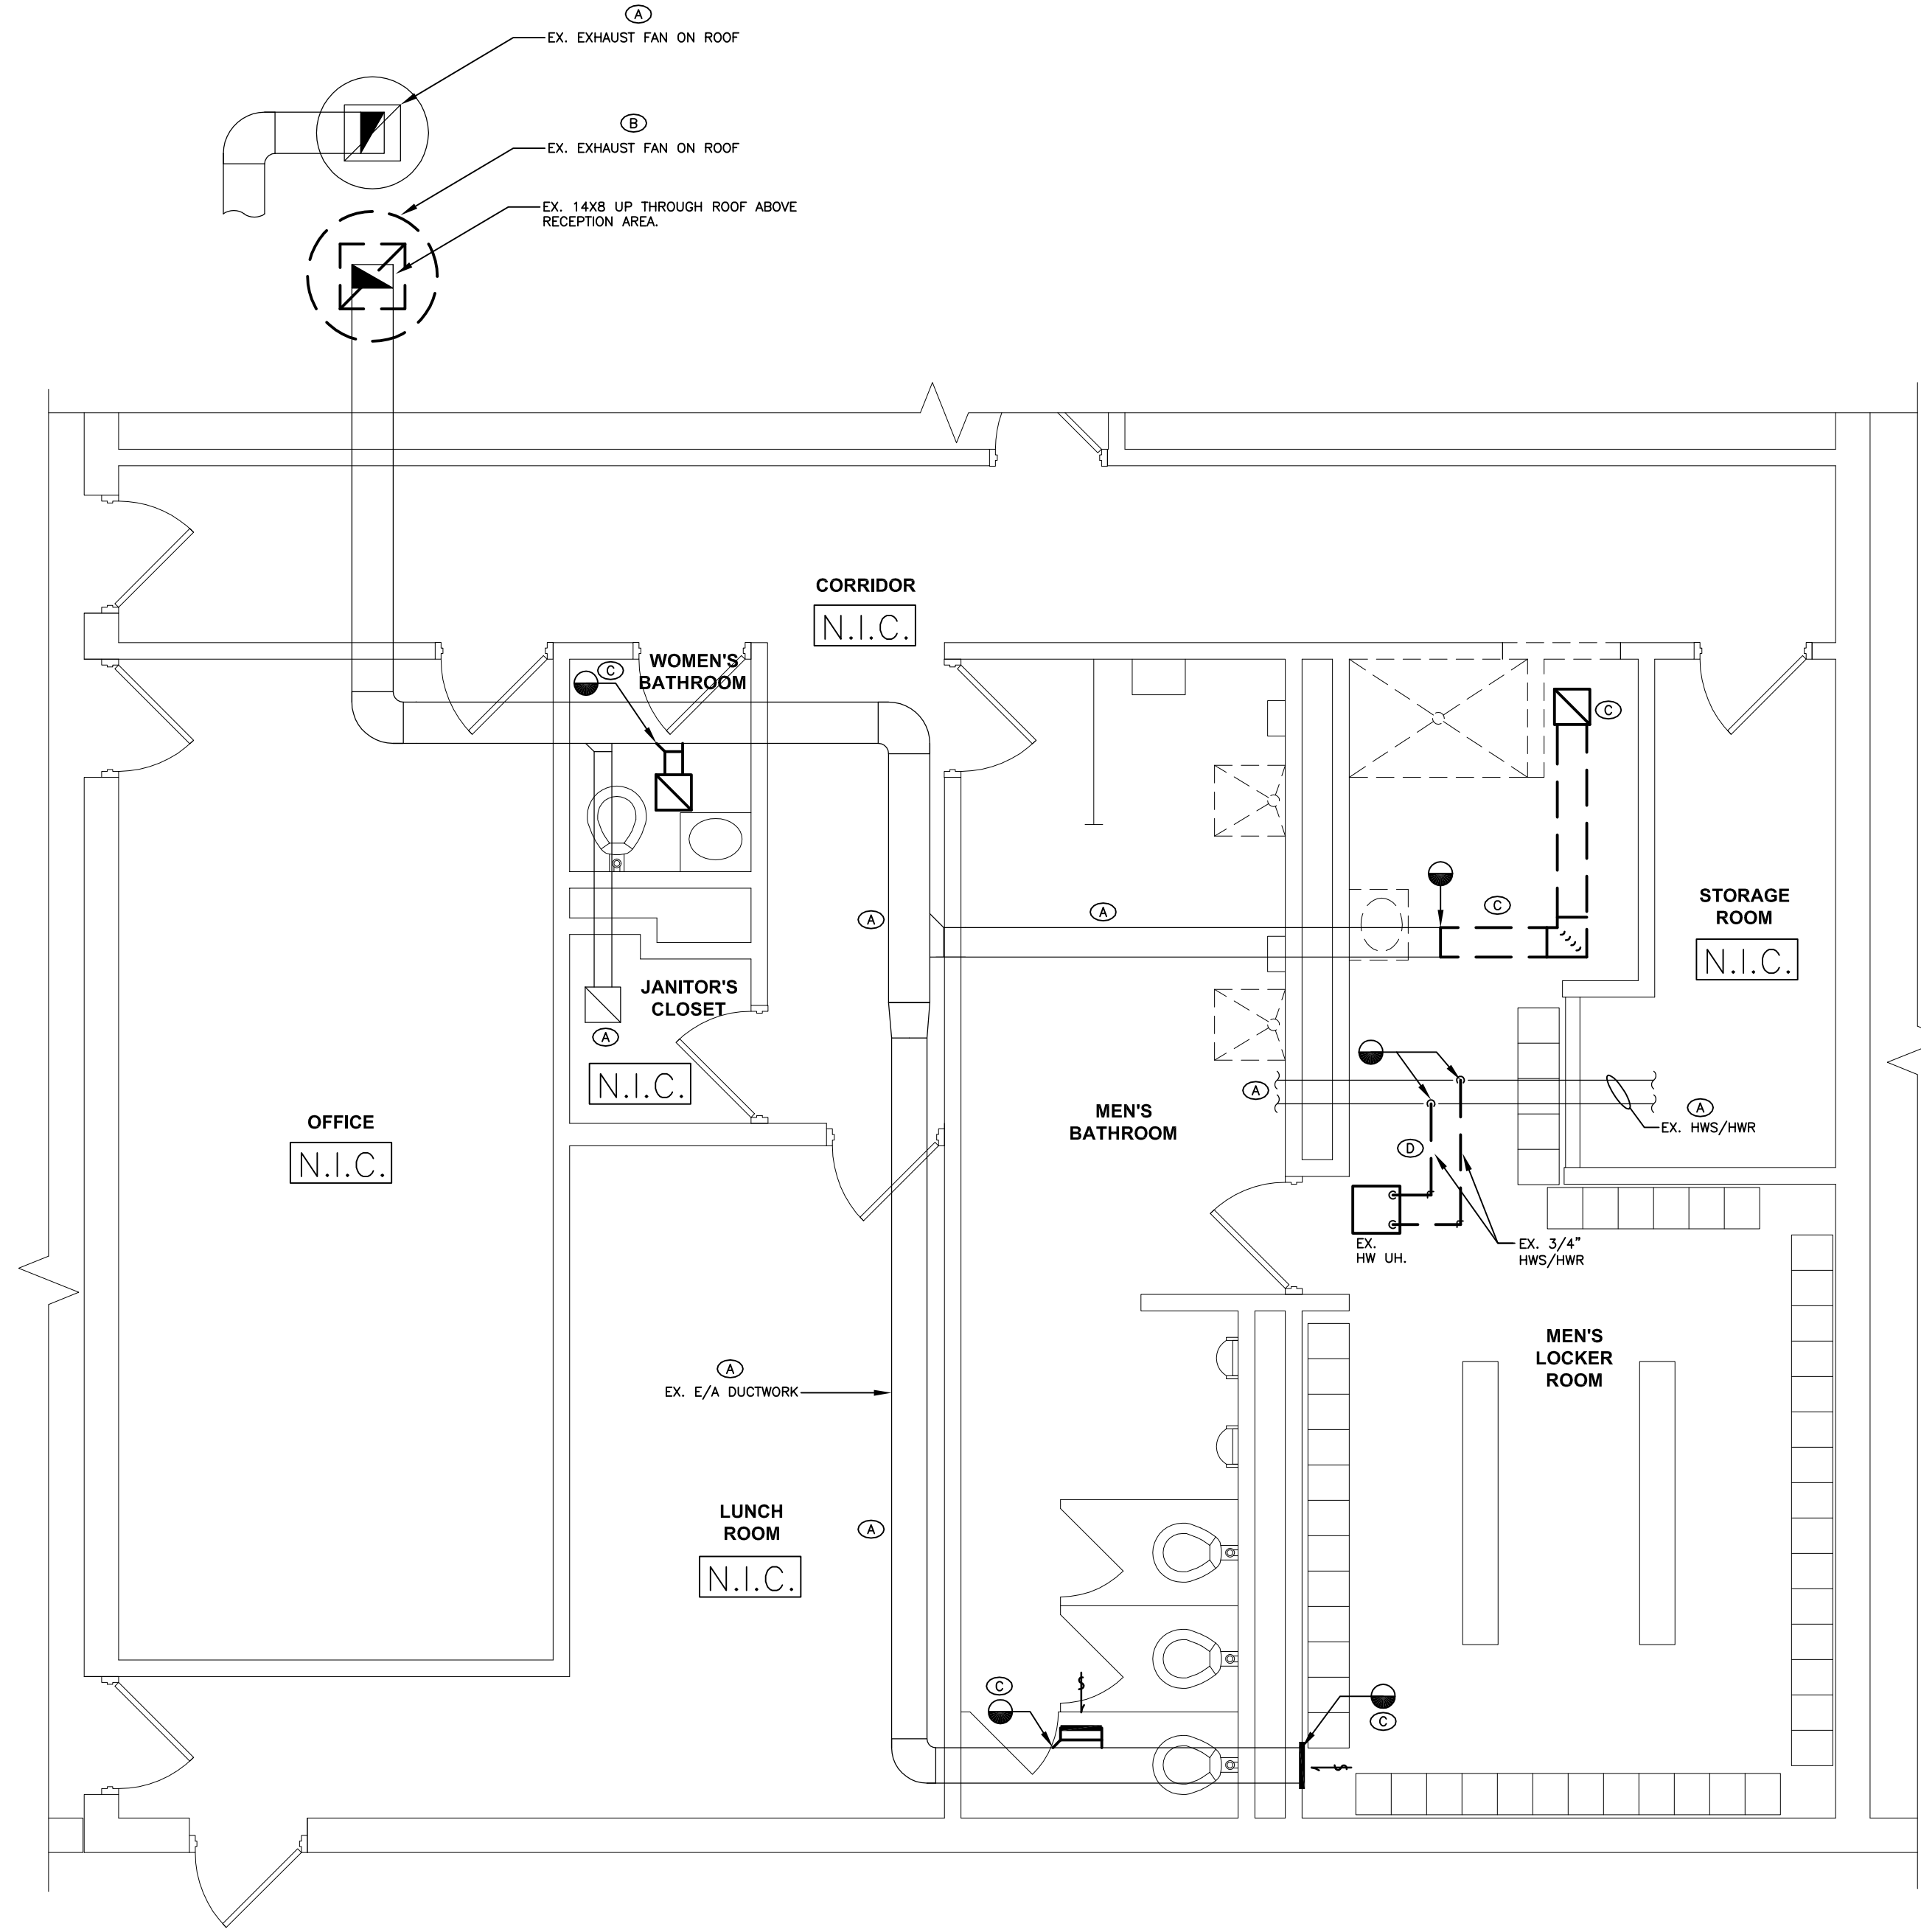 A
EX. EXHAUST FAN ON ROOF
B
EX. EXHAUST FAN ON ROOF
EX. 14X8 UP THROUGH ROOF ABOVE
RECEPTION AREA.
CORRIDOR
N.I.C.
WOMEN'S
BATHROOM
C
C
A
A
C
STORAGE
ROOM
N.I.C.
JANITOR'S
CLOSET
A
N.I.C.
A
A
EX. HWS/HWR
OFFICE
N.I.C.
MEN'S
BATHROOM
D
EX.
HW UH.
EX. 3/4"
HWS/HWR
MEN'S
LOCKER
ROOM
A
EX. E/A DUCTWORK
LUNCH
ROOM
N.I.C.
A
C
C